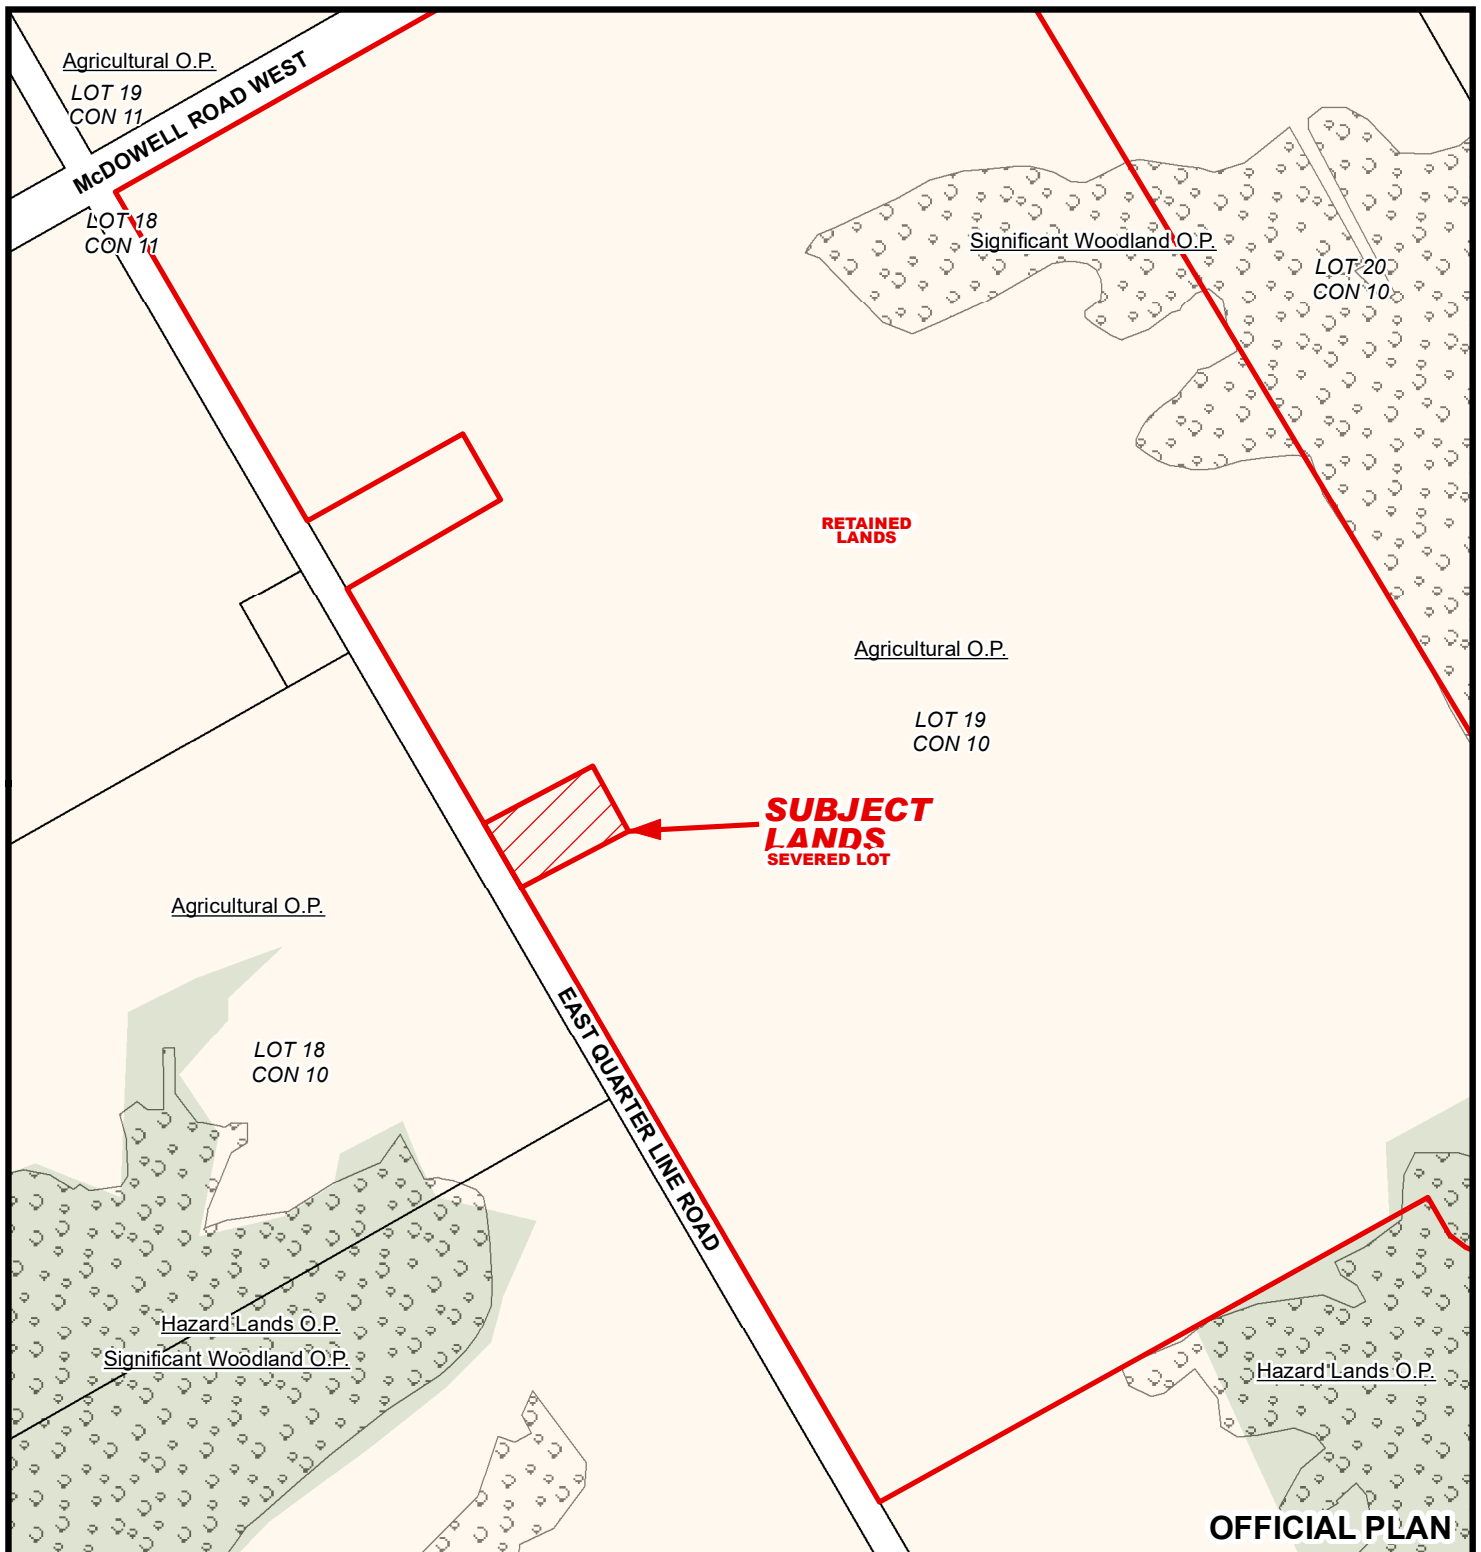 Agricultural O.P.
LOT 19
CON 11
McDOWELL ROAD WEST
LOT 18
CON 11
Significant Woodland O.P.
LOT 20
CON 10
RETAINED
LANDS
Agricultural O.P.
LOT 19
CON 10
SUBJECT
LANDS
SEVERED LOT
Agricultural O.P.
LOT 18
CON 10
EAST QUARTER LINE ROAD
Hazard Lands O.P.
Significant Woodland O.P.
Hazard Lands O.P.
OFFICIAL PLAN